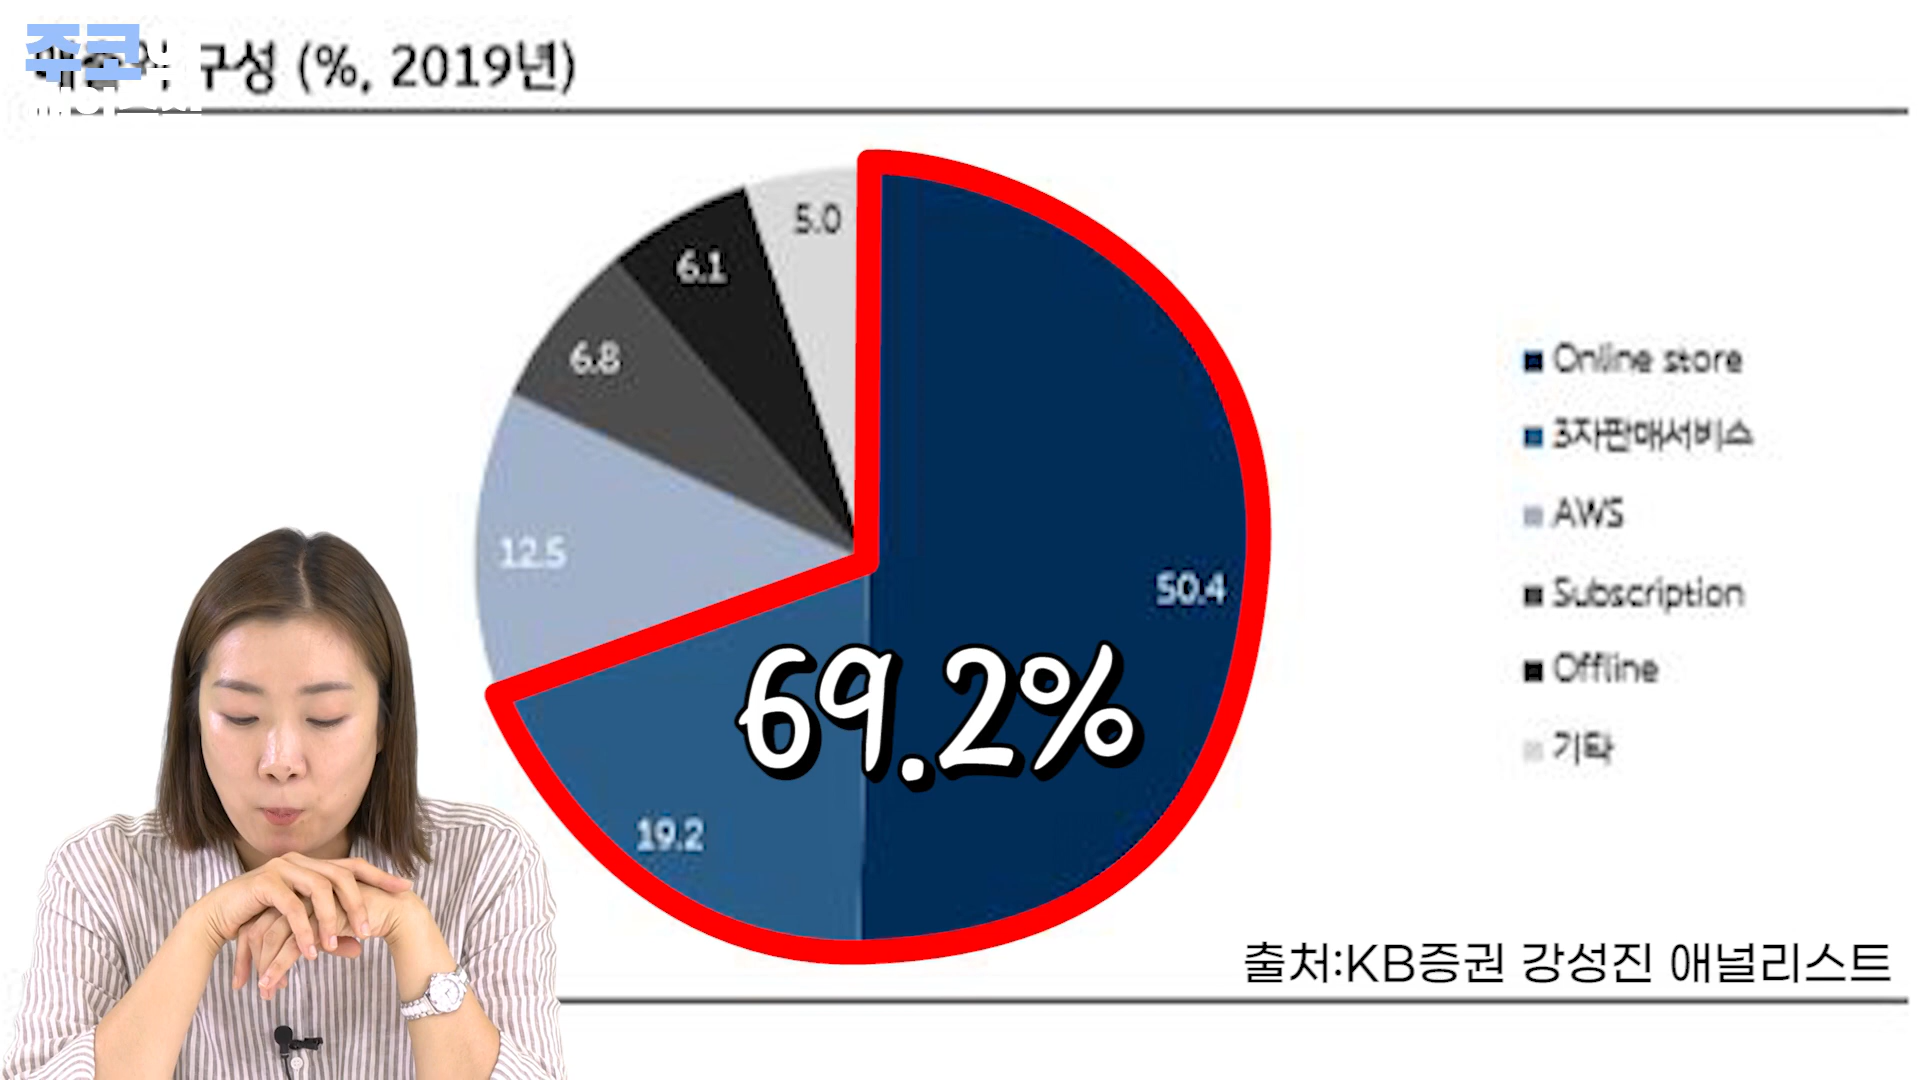 구성 (%, 2019년)
5.0
6.1
6.8
12.5
50.4
19.2
69.2%
Online store
3자판매서비스
AWS
Subscription
Offline
기타
출처:KB증권 강성진 애널리스트